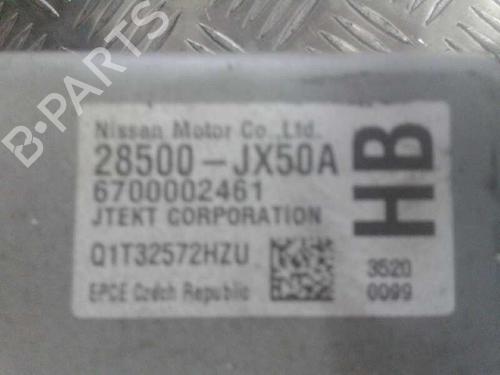 B-PARTS
Nissan Motor Co.,Ltd.
28500-JX50A
6700002461
JTEKT CORPORATION
Q1T32572HZU
EPCE Czech Republic
HB
3520
0099